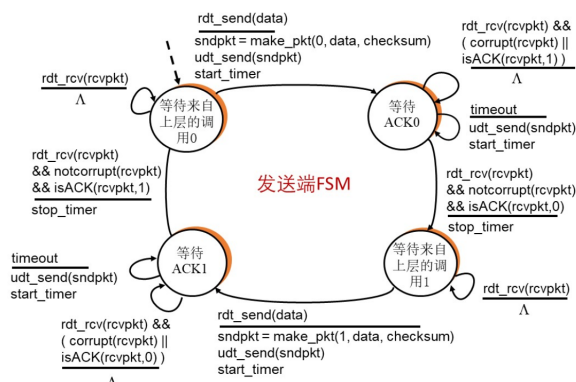 rdt_send(data)
sndpkt = make_pkt(0, data, checksum)
udt_send(sndpkt)
start_timer
rdt_rcv(rcvpkt) &&
( corrupt(rcvpkt) ||
isACK(rcvpkt,1) )
Λ
rdt_rcv(rcvpkt)
Λ
等待来自
上层的调
用0
等待
ACK0
timeout
udt_send(sndpkt)
start_timer
rdt_rcv(rcvpkt)
&& notcorrupt(rcvpkt)
&& isACK(rcvpkt,1)
stop_timer
发送端FSM
rdt_rcv(rcvpkt)
&& notcorrupt(rcvpkt)
&& isACK(rcvpkt,0)
stop_timer
timeout
udt_send(sndpkt)
start_timer
等待
ACK1
等待来自
上层的调
用1
rdt_rcv(rcvpkt)
Λ
rdt_rcv(rcvpkt) &&
( corrupt(rcvpkt) ||
isACK(rcvpkt,0) )
Λ
rdt_send(data)
sndpkt = make_pkt(1, data, checksum)
udt_send(sndpkt)
start_timer